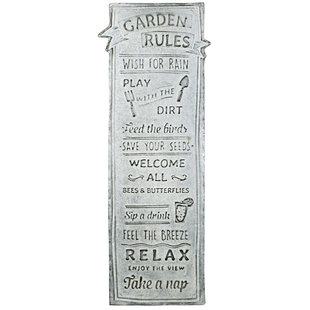 GARDEN
RULES
WISH FOR RAIN
PLAY
WITH THE
DIRT
Feed the birds
SAVE YOUR SEEDS
WELCOME
ALL
BEES & BUTTERFLIES
Sip a drink
FEEL THE BREEZE
RELAX
ENJOY THE VIEW
Take a nap